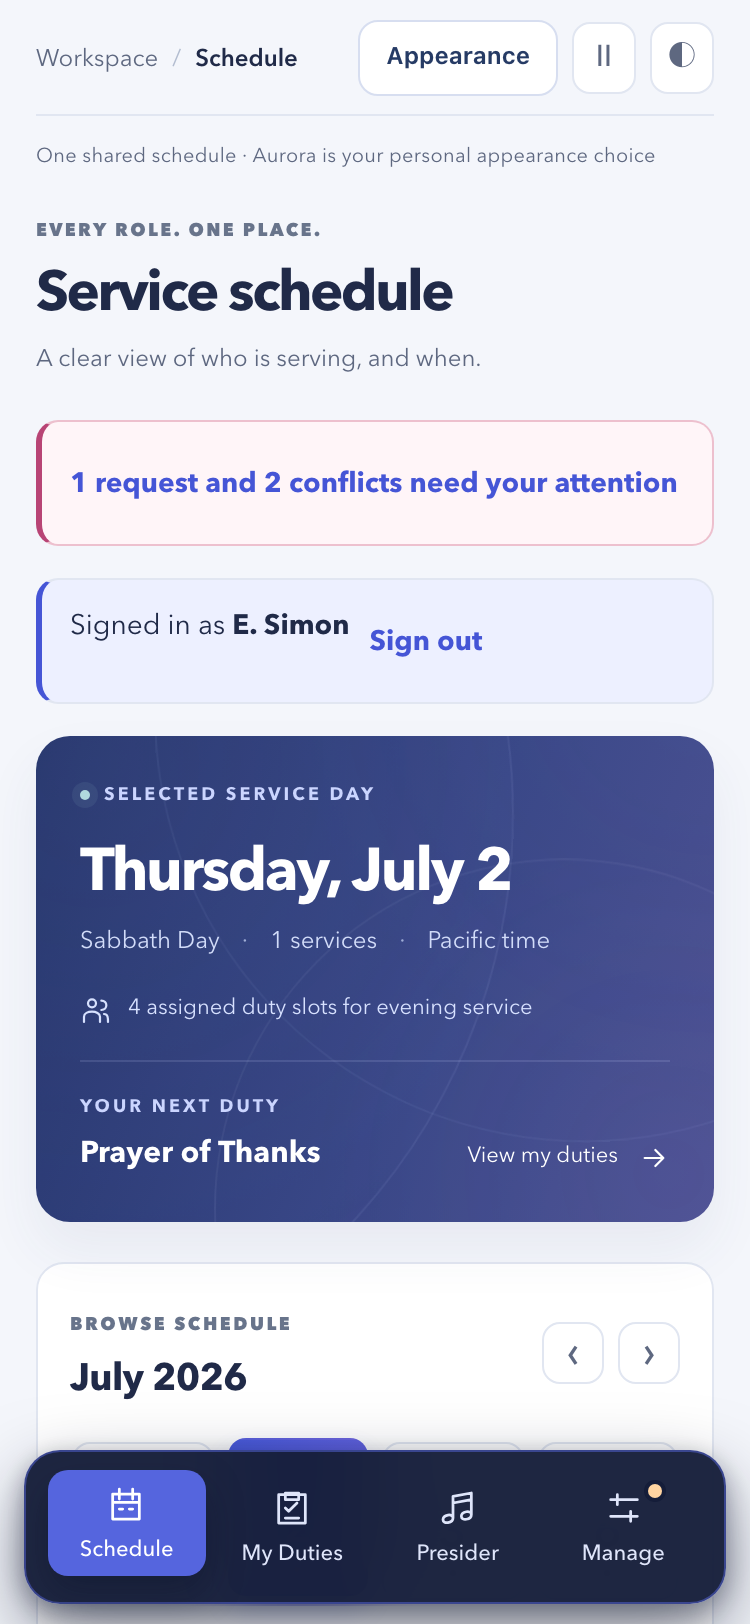 Workspace / Schedule
Appearance
One shared schedule · Aurora is your personal appearance choice
EVERY ROLE. ONE PLACE.
Service schedule
A clear view of who is serving, and when.
1 request and 2 conflicts need your attention
Signed in as E. Simon
Sign out
SELECTED SERVICE DAY
Thursday, July 2
Sabbath Day · 1 services · Pacific time
4 assigned duty slots for evening service
YOUR NEXT DUTY
Prayer of Thanks
View my duties →
BROWSE SCHEDULE
July 2026
Schedule
My Duties
Presider
Manage